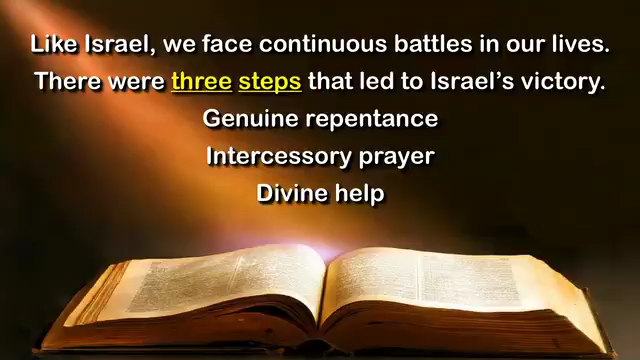 Like Israel, we face continuous battles in our lives.
There were three steps that led to Israel’s victory.
Genuine repentance
Intercessory prayer
Divine help